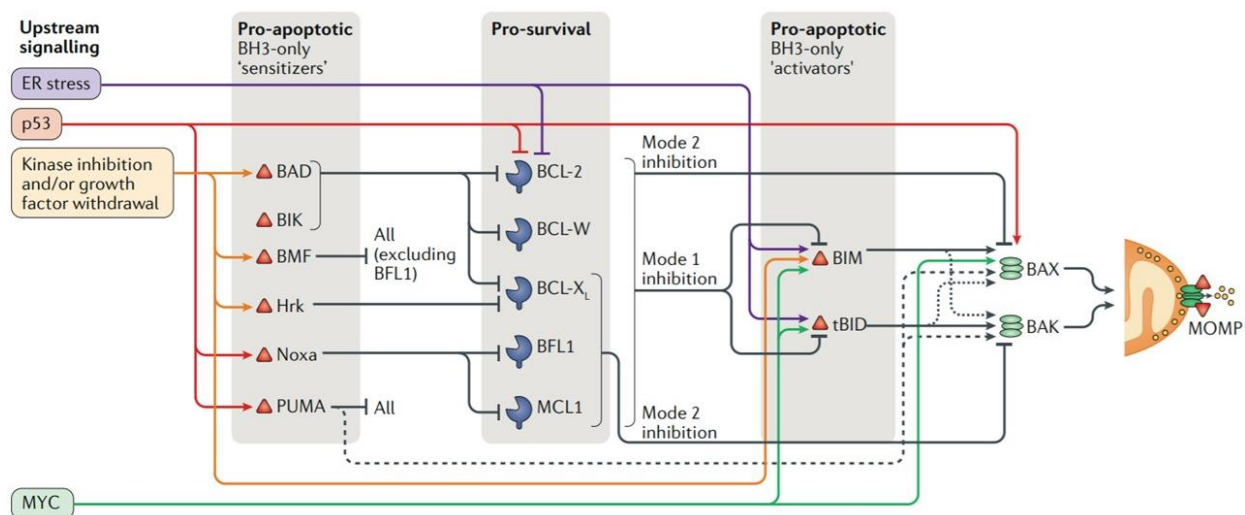 Upstream
signalling
Pro-apoptotic
BH3-only
‘sensitizers’
Pro-survival
Pro-apoptotic
BH3-only
'activators'
ER stress
p53
Kinase inhibition
and/or growth
factor withdrawal
MYC
BAD
BIK
BMF
Hrk
Noxa
PUMA
All
(excluding
BFL1)
All
BCL-2
BCL-W
BCL-XL
BFL1
MCL1
Mode 2
inhibition
Mode 1
inhibition
Mode 2
inhibition
BIM
tBID
BAX
BAK
MOMP